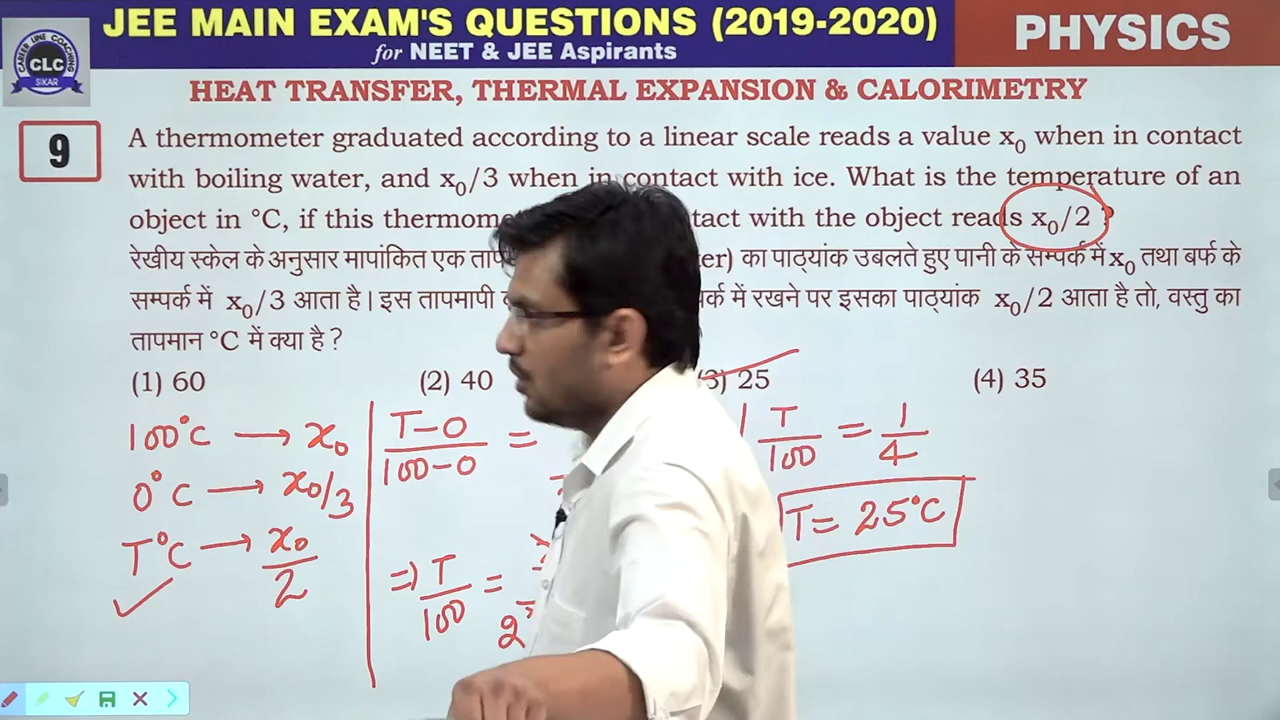 JEE MAIN EXAM'S QUESTIONS (2019-2020)
for NEET & JEE Aspirants
PHYSICS
CAREER LINE COACHING
CLC
SIKAR
HEAT TRANSFER, THERMAL EXPANSION & CALORIMETRY
9
A thermometer graduated according to a linear scale reads a value x₀ when in contact
with boiling water, and x₀/3 when in contact with ice. What is the temperature of an
object in °C, if this thermome tact with the object reads x₀/2 ?
रेखीय स्केल के अनुसार मापांकित एक ताप er) का पाठ्यांक उबलते हुए पानी के सम्पर्क में x₀ तथा बर्फ के
सम्पर्क में x₀/3 आता है। इस तापमापी र्क में रखने पर इसका पाठ्यांक x₀/2 आता है तो, वस्तु का
तापमान °C में क्या है ?
(1) 60 (2) 40 (3) 25 (4) 35
100°C → x₀
0°C → x₀/3
T°C → x₀/2
T-0/100-0 =
⇒ T/100 =
T/100 = 1/4
T = 25°C